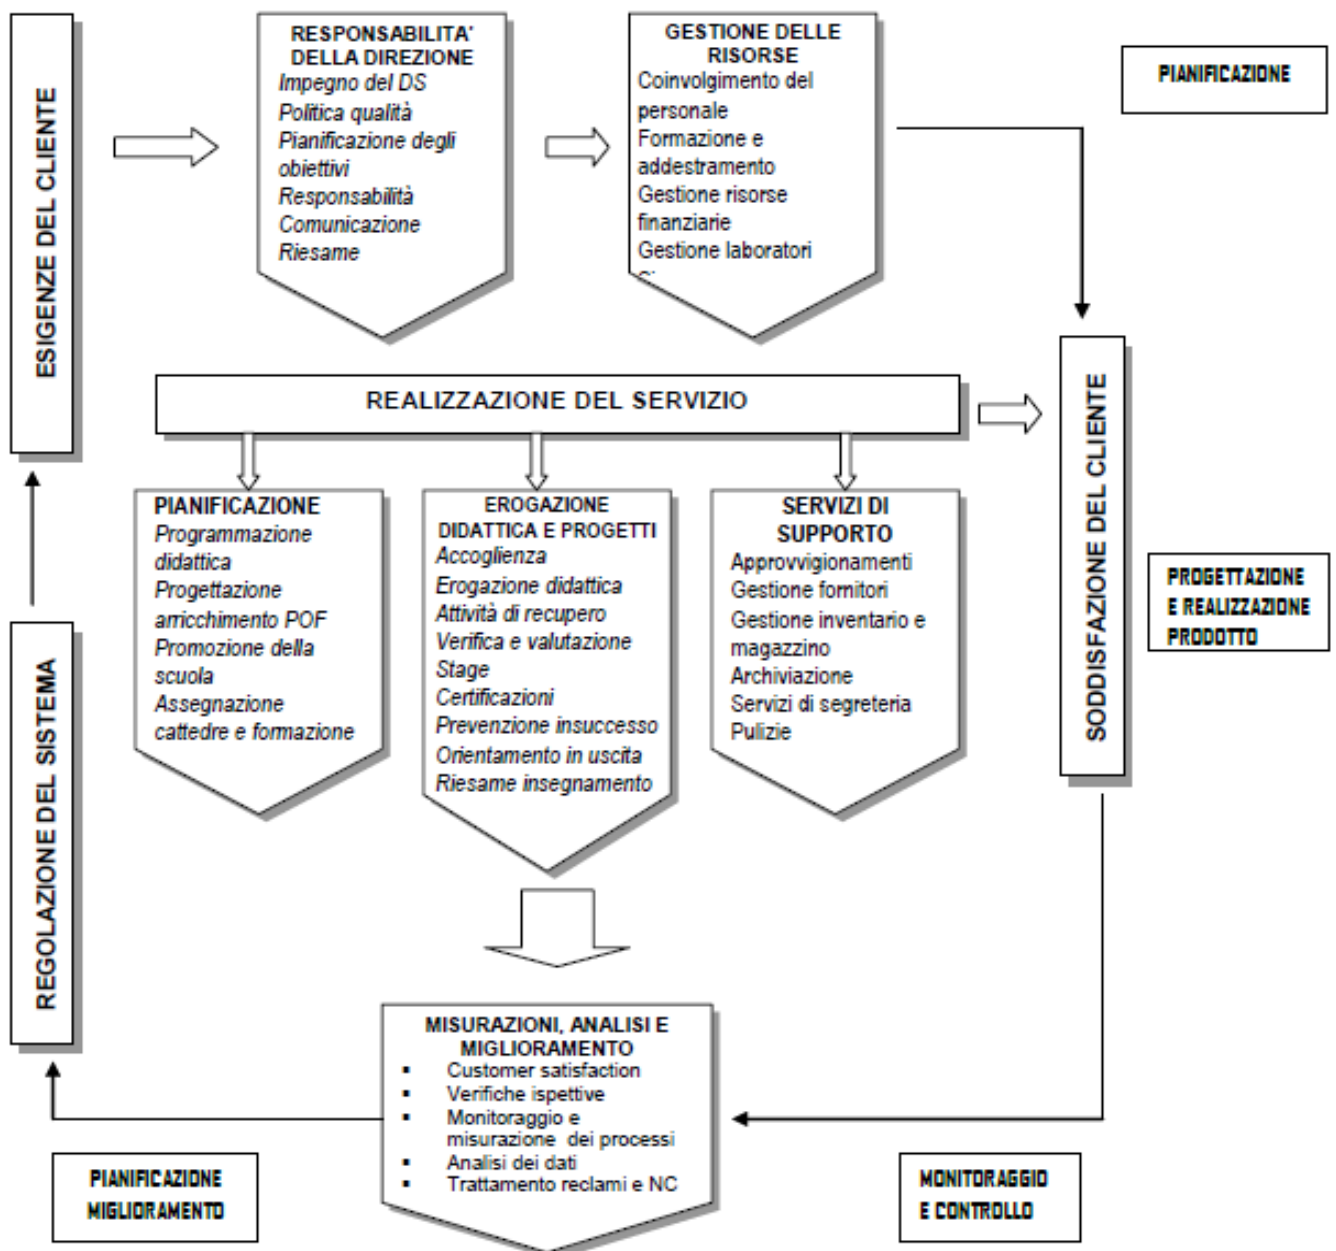 ESIGENZE DEL CLIENTE
RESPONSABILITA'
DELLA DIREZIONE
Impegno del DS
Politica qualità
Pianificazione degli
obiettivi
Responsabilità
Comunicazione
Riesame
GESTIONE DELLE
RISORSE
Coinvolgimento del
personale
Formazione e
addestramento
Gestione risorse
finanziarie
Gestione laboratori
PIANIFICAZIONE
REALIZZAZIONE DEL SERVIZIO
SODDISFAZIONE DEL CLIENTE
PIANIFICAZIONE
Programmazione
didattica
Progettazione
arricchimento POF
Promozione della
scuola
Assegnazione
cattedre e formazione
EROGAZIONE
DIDATTICA E PROGETTI
Accoglienza
Erogazione didattica
Attività di recupero
Verifica e valutazione
Stage
Certificazioni
Prevenzione insuccesso
Orientamento in uscita
Riesame insegnamento
SERVIZI DI
SUPPORTO
Approvvigionamenti
Gestione fornitori
Gestione inventario e
magazzino
Archiviazione
Servizi di segreteria
Pulizie
PROGETTAZIONE
E REALIZZAZIONE
PRODOTTO
REGOLAZIONE DEL SISTEMA
MISURAZIONI, ANALISI E
MIGLIORAMENTO
▪ Customer satisfaction
▪ Verifiche ispettive
▪ Monitoraggio e
misurazione dei processi
▪ Analisi dei dati
▪ Trattamento reclami e NC
PIANIFICAZIONE
MIGLIORAMENTO
MONITORAGGIO
E CONTROLLO